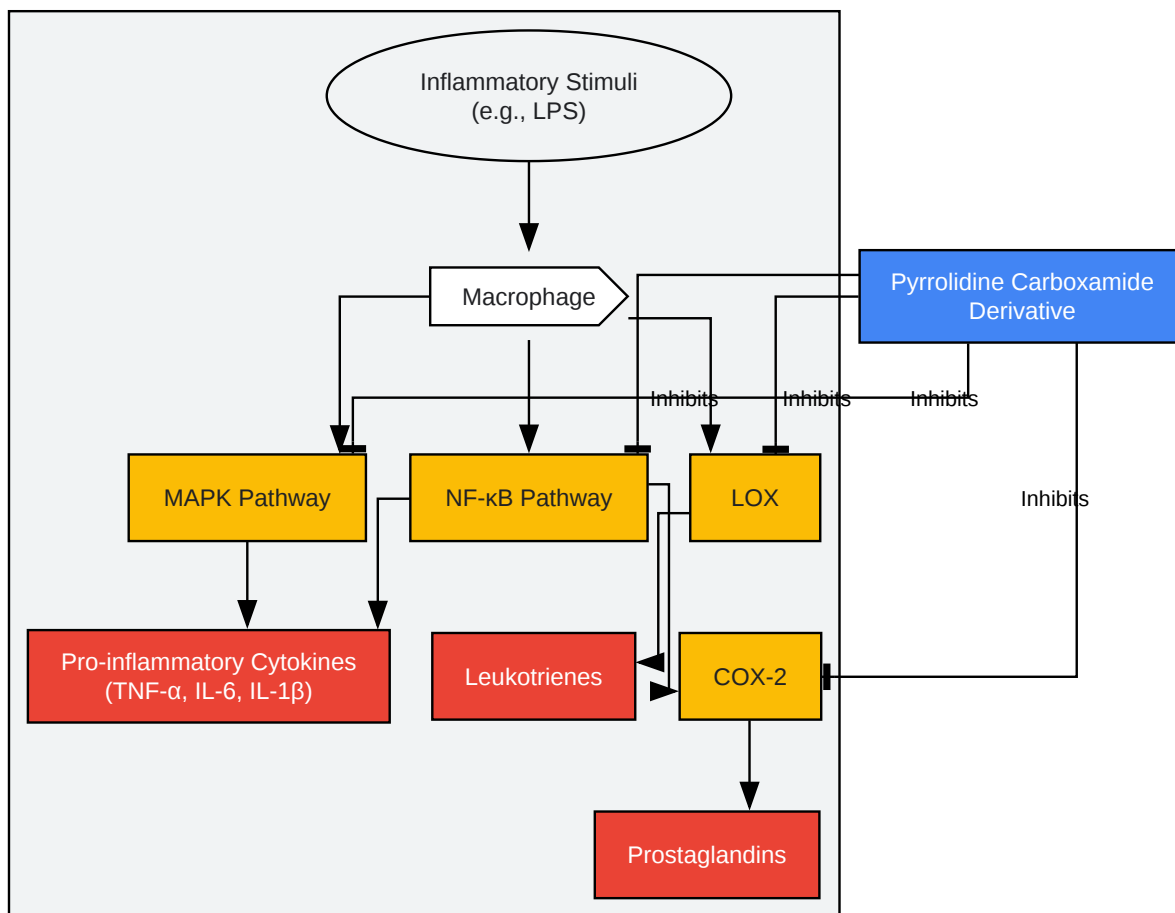 Inflammatory Stimuli
(e.g., LPS)
Macrophage
Pyrrolidine Carboxamide
Derivative
Inhibits
Inhibits
Inhibits
MAPK Pathway
NF-κB Pathway
LOX
Inhibits
Pro-inflammatory Cytokines
(TNF-α, IL-6, IL-1β)
Leukotrienes
COX-2
Prostaglandins